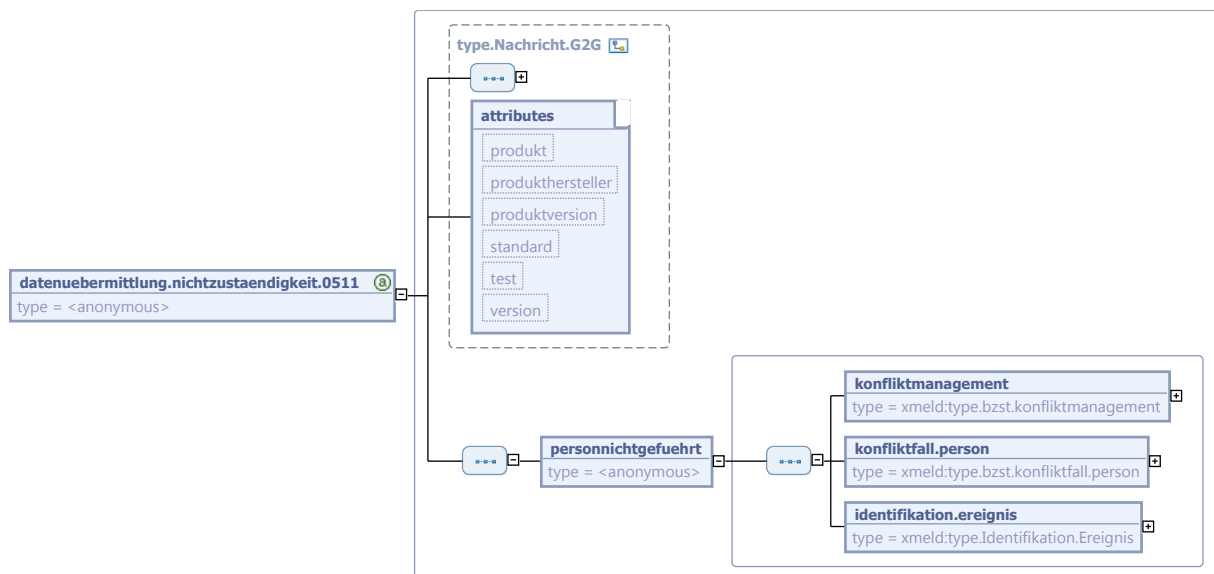 type.Nachricht.G2G
attributes
produkt
produkthersteller
produktversion
standard
test
version
datenuebermittlung.nichtzustaendigkeit.0511 a
type = <anonymous>
personnichtgefuehrt
type = <anonymous>
konfliktmanagement
type = xmeld:type.bzst.konfliktmanagement
konfliktfall.person
type = xmeld:type.bzst.konfliktfall.person
identifikation.ereignis
type = xmeld:type.Identifikation.Ereignis